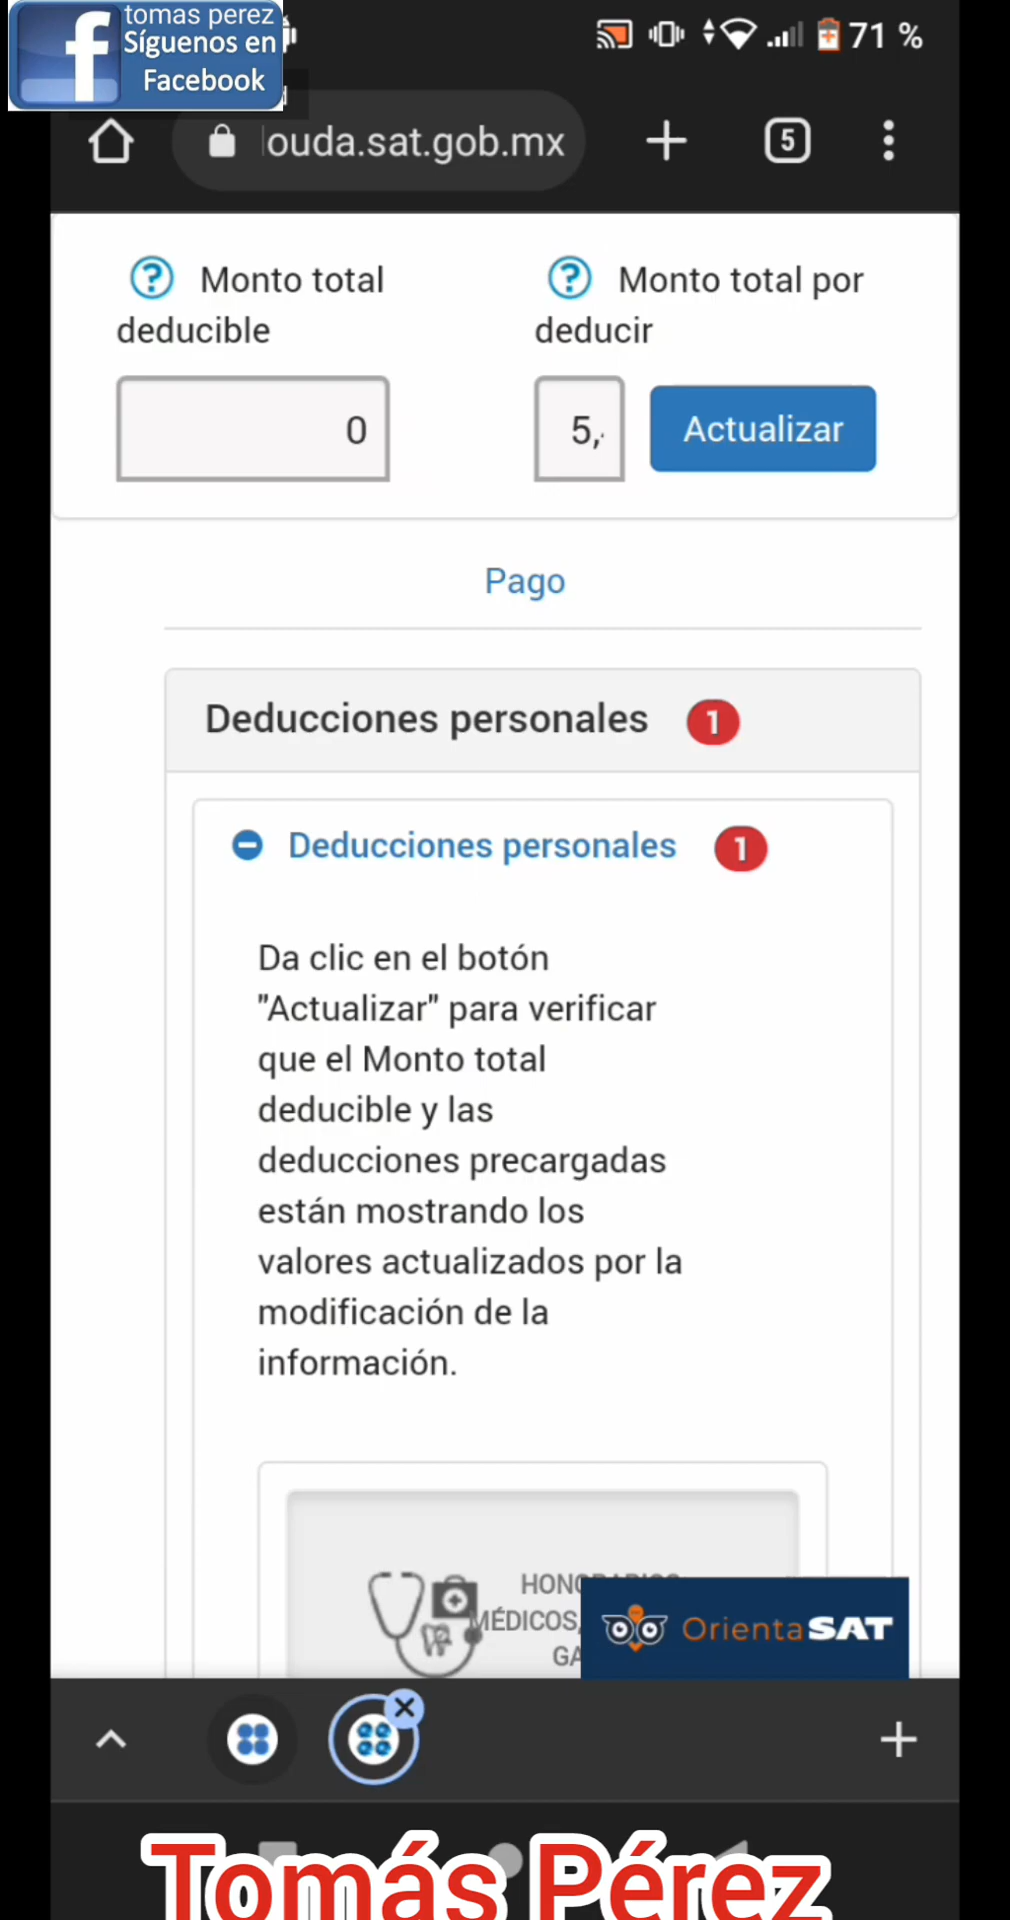 tomas perez
Síguenos en
Facebook
71 %
louda.sat.gob.mx
5
Monto total
deducible
Monto total por
deducir
0
5,
Actualizar
Pago
Deducciones personales 1
Deducciones personales 1
Da clic en el botón
"Actualizar" para verificar
que el Monto total
deducible y las
deducciones precargadas
están mostrando los
valores actualizados por la
modificación de la
información.
MÉDICOS,
OrientaSAT
Tomás Pérez